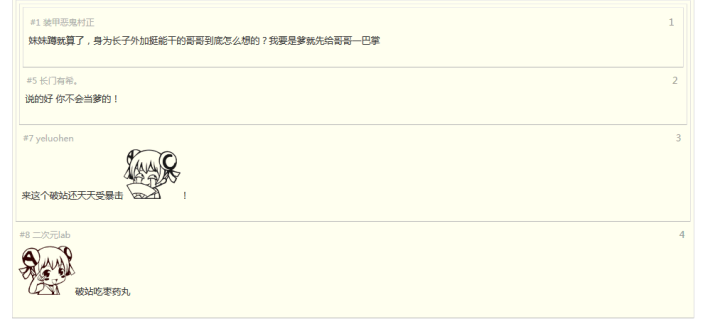 #1 装甲恶鬼村正 1
妹妹蹲就算了，身为长子外加挺能干的哥哥到底怎么想的？我要是爹就先给哥哥一巴掌
#5 长门有希。 2
说的好 你不会当爹的！
#7 yeluohen 3
来这个破站还天天受暴击 ！
#8 二次元lab 4
破站吃枣药丸